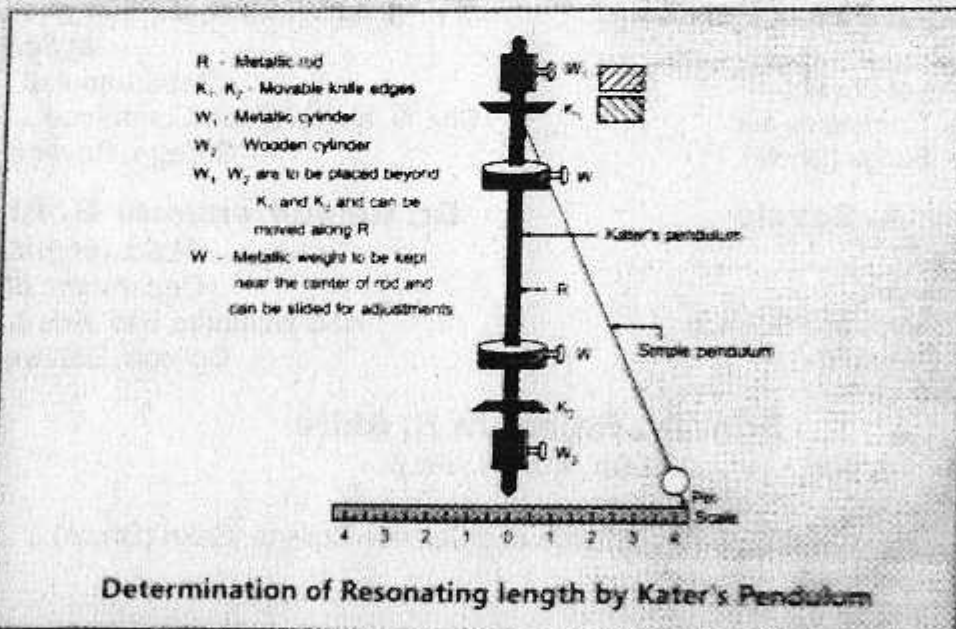 R - Metallic rod
K₁, K₂ - Movable knife edges
W₁ - Metallic cylinder
W₂ - Wooden cylinder
W₁ W₂ are to be placed beyond
K₁ and K₂ and can be
moved along R
W - Metallic weight to be kept
near the center of rod and
can be slided for adjustments
W₁
K₁
W
Kater's pendulum
R
Simple pendulum
W
K₂
W₂
Pin
Scale
4 3 2 1 0 1 2 3 4
Determination of Resonating length by Kater's Pendulum